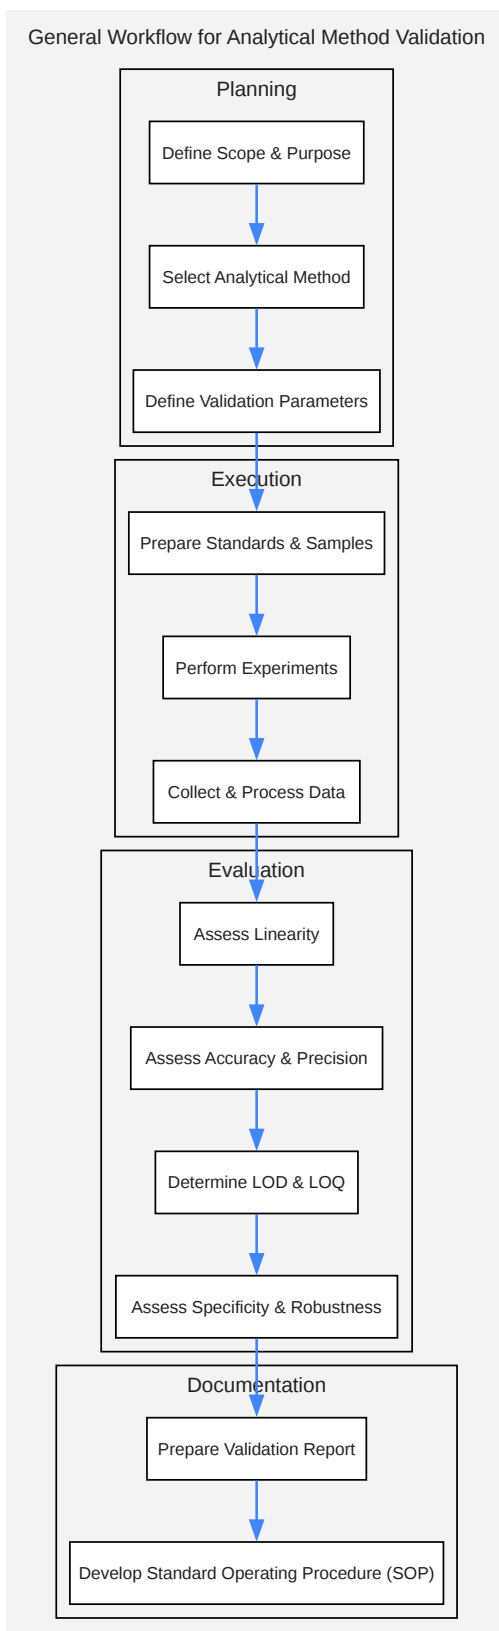 General Workflow for Analytical Method Validation
Planning
Define Scope & Purpose
Select Analytical Method
Define Validation Parameters
Execution
Prepare Standards & Samples
Perform Experiments
Collect & Process Data
Evaluation
Assess Linearity
Assess Accuracy & Precision
Determine LOD & LOQ
Assess Specificity & Robustness
Documentation
Prepare Validation Report
Develop Standard Operating Procedure (SOP)